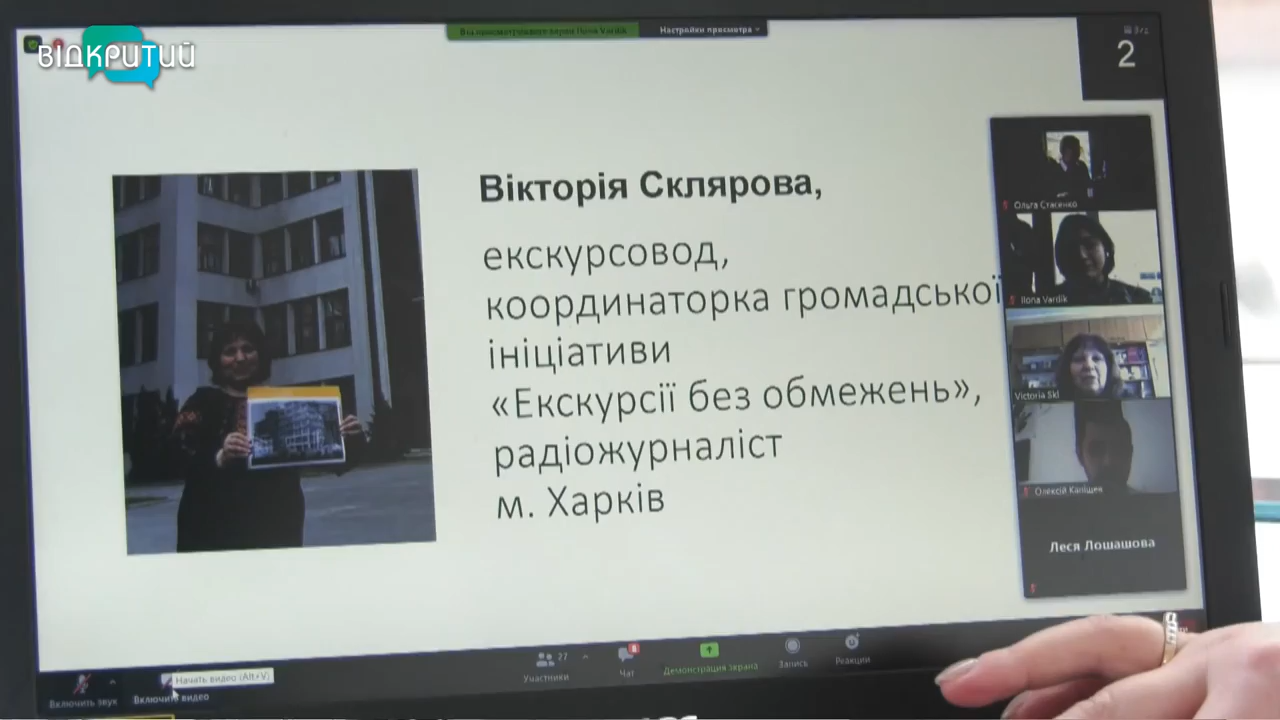 ВІДКРИТИЙ
Настройки просмотра
2
Вікторія Склярова,
екскурсовод,
координаторка громадської
ініціативи
«Екскурсії без обмежень»,
радіожурналіст
м. Харків
Ольга Стасенко
Ilona Vardik
Victoria Skl
Олексій Каніщев
Леся Лошашова
Начать видео (Alt+V)
Включить звук
Включить видео
27
Участники
Чат
Демонстрация экрана
Запись
Реакции